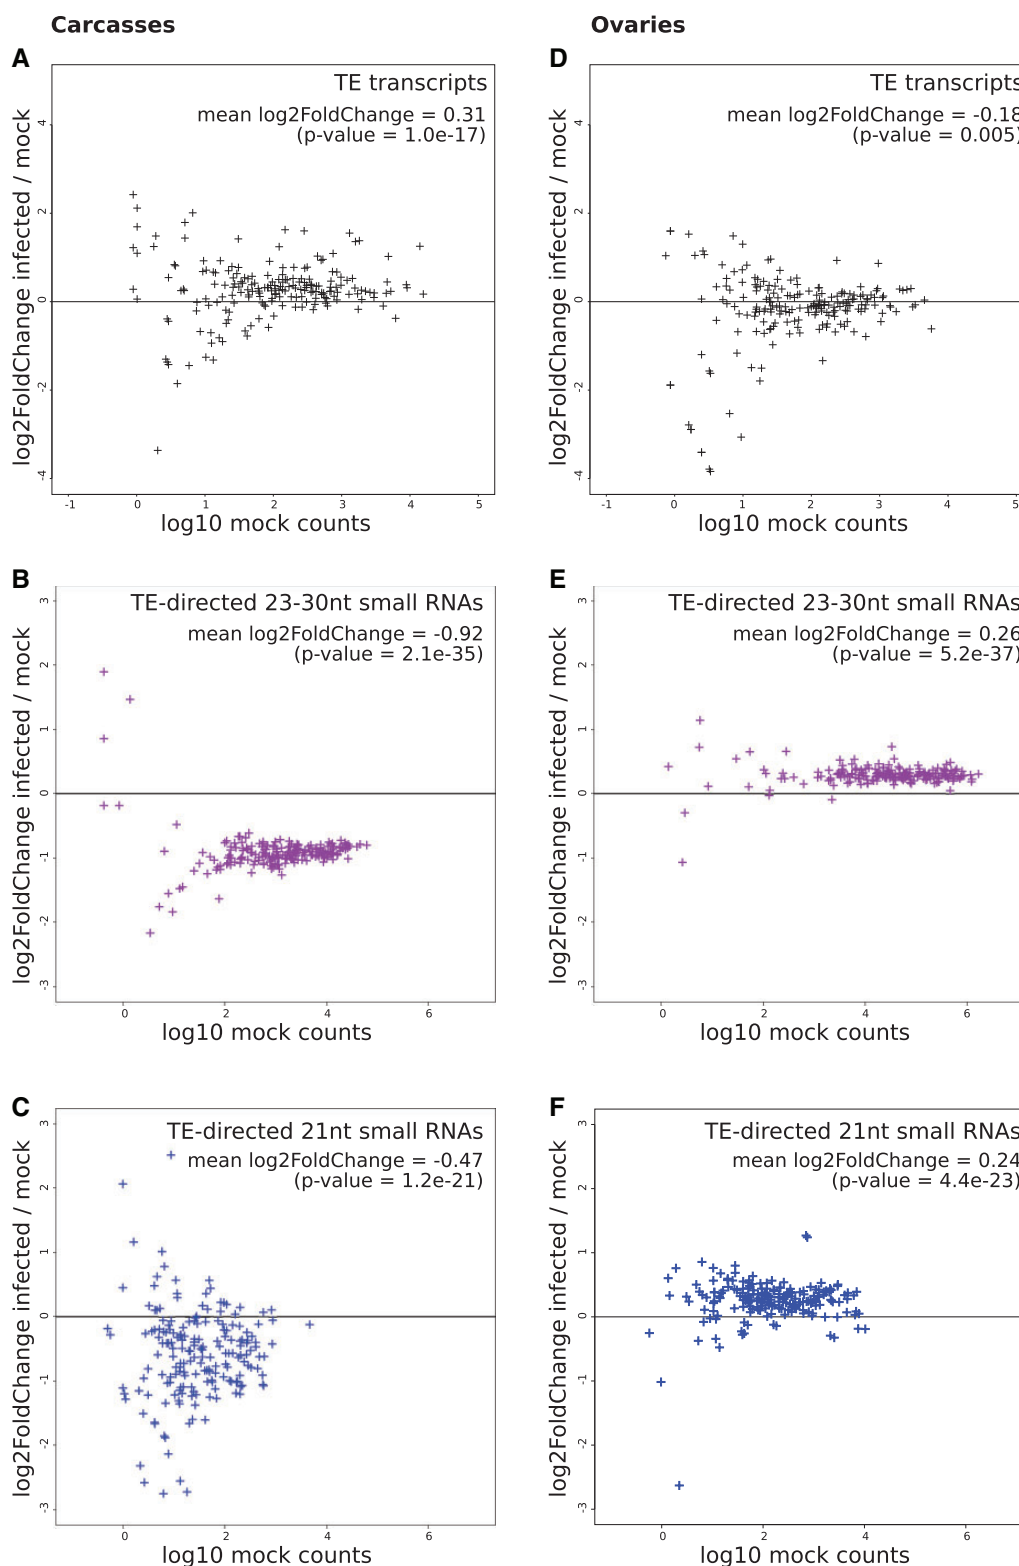 Carcasses
Ovaries
A
TE transcripts
mean log2FoldChange = 0.31
(p-value = 1.0e-17)
log2FoldChange infected / mock
4
2
0
-2
-4
-1 0 1 2 3 4 5
log10 mock counts
D
TE transcripts
mean log2FoldChange = -0.18
(p-value = 0.005)
log2FoldChange infected / mock
4
2
0
-2
-4
-1 0 1 2 3 4 5
log10 mock counts
B
TE-directed 23-30nt small RNAs
mean log2FoldChange = -0.92
(p-value = 2.1e-35)
log2FoldChange infected / mock
3
2
1
0
-1
-2
-3
0 2 4 6
log10 mock counts
E
TE-directed 23-30nt small RNAs
mean log2FoldChange = 0.26
(p-value = 5.2e-37)
log2FoldChange infected / mock
3
2
1
0
-1
-2
-3
0 2 4 6
log10 mock counts
C
TE-directed 21nt small RNAs
mean log2FoldChange = -0.47
(p-value = 1.2e-21)
log2FoldChange infected / mock
3
2
1
0
-1
-2
-3
0 2 4 6
log10 mock counts
F
TE-directed 21nt small RNAs
mean log2FoldChange = 0.24
(p-value = 4.4e-23)
log2FoldChange infected / mock
3
2
1
0
-1
-2
-3
0 2 4 6
log10 mock counts